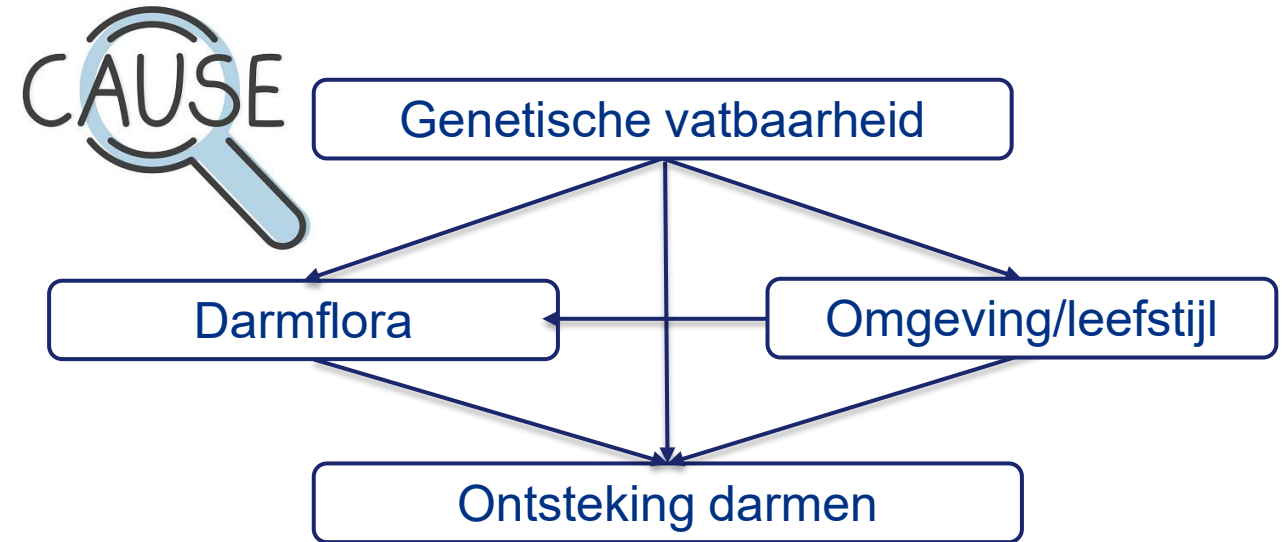 CAUSE
Genetische vatbaarheid
Darmflora
Omgeving/leefstijl
Ontsteking darmen